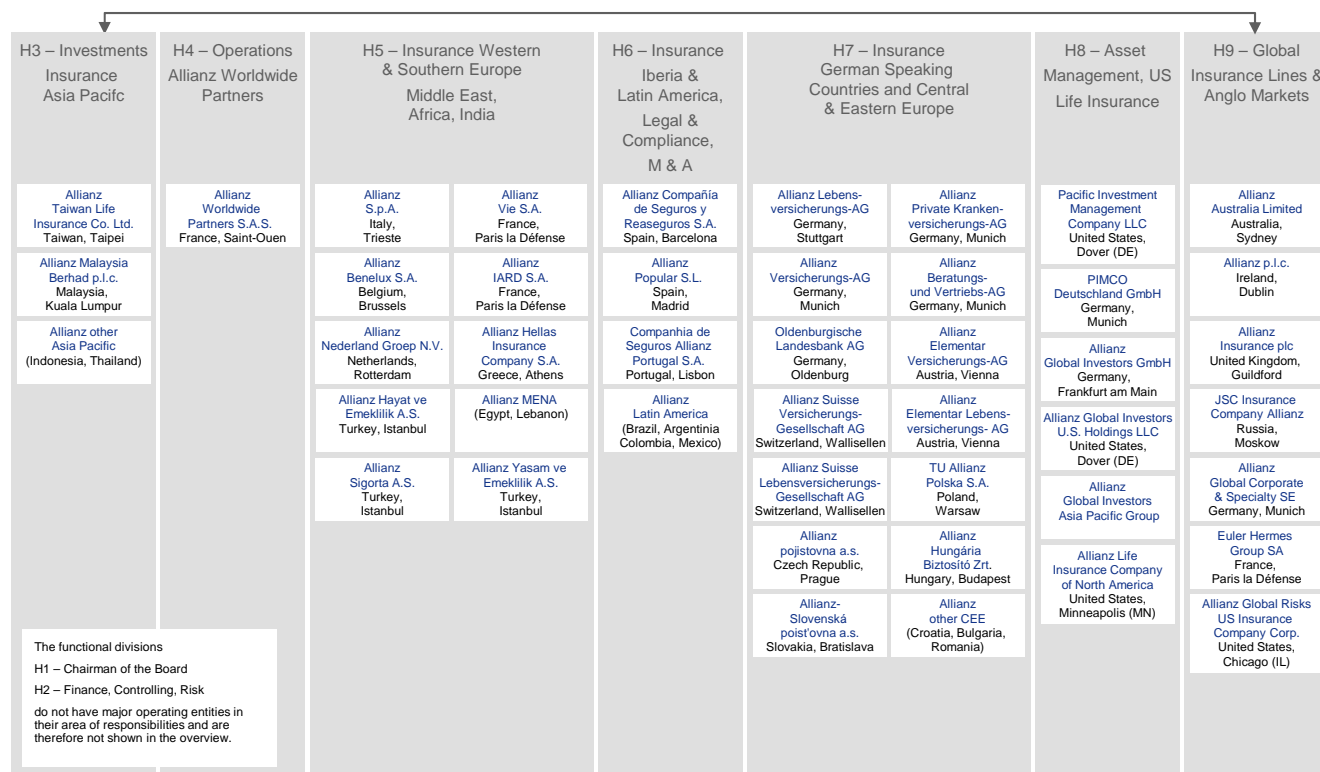 H3 – Investments
Insurance
Asia Pacifc
H4 – Operations
Allianz Worldwide
Partners
H5 – Insurance Western
& Southern Europe
Middle East,
Africa, India
H6 – Insurance
Iberia &
Latin America,
Legal &
Compliance,
M & A
H7 – Insurance
German Speaking
Countries and Central
& Eastern Europe
H8 – Asset
Management, US
Life Insurance
H9 – Global
Insurance Lines &
Anglo Markets
Allianz
Taiwan Life
Insurance Co. Ltd.
Taiwan, Taipei
Allianz Malaysia
Berhad p.l.c.
Malaysia,
Kuala Lumpur
Allianz other
Asia Pacific
(Indonesia, Thailand)
Allianz
Worldwide
Partners S.A.S.
France, Saint-Ouen
Allianz
S.p.A.
Italy,
Trieste
Allianz
Vie S.A.
France,
Paris la Défense
Allianz
Benelux S.A.
Belgium,
Brussels
Allianz
IARD S.A.
France,
Paris la Défense
Allianz
Nederland Groep N.V.
Netherlands,
Rotterdam
Allianz Hellas
Insurance
Company S.A.
Greece, Athens
Allianz Hayat ve
Emeklilik A.S.
Turkey, Istanbul
Allianz MENA
(Egypt, Lebanon)
Allianz
Sigorta A.S.
Turkey,
Istanbul
Allianz Yasam ve
Emeklilik A.S.
Turkey,
Istanbul
Allianz Compañía
de Seguros y
Reaseguros S.A.
Spain, Barcelona
Allianz
Popular S.L.
Spain,
Madrid
Companhia de
Seguros Allianz
Portugal S.A.
Portugal, Lisbon
Allianz
Latin America
(Brazil, Argentinia
Colombia, Mexico)
Allianz Lebens-
versicherungs-AG
Germany,
Stuttgart
Allianz
Private Kranken-
versicherungs-AG
Germany, Munich
Allianz
Versicherungs-AG
Germany,
Munich
Allianz
Beratungs-
und Vertriebs-AG
Germany, Munich
Oldenburgische
Landesbank AG
Germany,
Oldenburg
Allianz
Elementar
Versicherungs-AG
Austria, Vienna
Allianz Suisse
Versicherungs-
Gesellschaft AG
Switzerland, Wallisellen
Allianz
Elementar Lebens-
versicherungs- AG
Austria, Vienna
Allianz Suisse
Lebensversicherungs-
Gesellschaft AG
Switzerland, Wallisellen
TU Allianz
Polska S.A.
Poland,
Warsaw
Allianz
pojistovna a.s.
Czech Republic,
Prague
Allianz
Hungária
Biztosító Zrt.
Hungary, Budapest
Allianz-
Slovenská
poist'ovna a.s.
Slovakia, Bratislava
Allianz
other CEE
(Croatia, Bulgaria,
Romania)
Pacific Investment
Management
Company LLC
United States,
Dover (DE)
PIMCO
Deutschland GmbH
Germany,
Munich
Allianz
Global Investors GmbH
Germany,
Frankfurt am Main
Allianz Global Investors
U.S. Holdings LLC
United States,
Dover (DE)
Allianz
Global Investors
Asia Pacific Group
Allianz Life
Insurance Company
of North America
United States,
Minneapolis (MN)
Allianz
Australia Limited
Australia,
Sydney
Allianz p.l.c.
Ireland,
Dublin
Allianz
Insurance plc
United Kingdom,
Guildford
JSC Insurance
Company Allianz
Russia,
Moskow
Allianz
Global Corporate
& Specialty SE
Germany, Munich
Euler Hermes
Group SA
France,
Paris la Défense
Allianz Global Risks
US Insurance
Company Corp.
United States,
Chicago (IL)
The functional divisions
H1 – Chairman of the Board
H2 – Finance, Controlling, Risk
do not have major operating entities in
their area of responsibilities and are
therefore not shown in the overview.